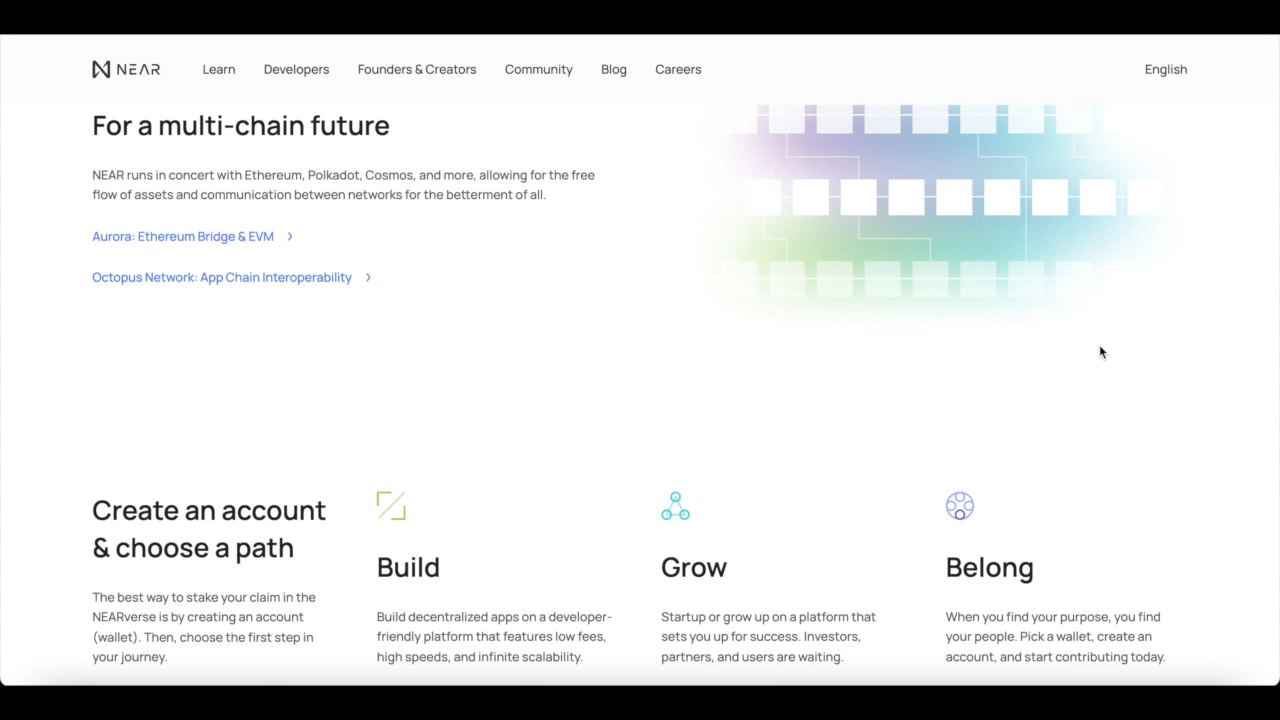 NEAR
Learn
Developers
Founders & Creators
Community
Blog
Careers
English
For a multi-chain future
NEAR runs in concert with Ethereum, Polkadot, Cosmos, and more, allowing for the free
flow of assets and communication between networks for the betterment of all.
Aurora: Ethereum Bridge & EVM
Octopus Network: App Chain Interoperability
Create an account
& choose a path
The best way to stake your claim in the
NEARverse is by creating an account
(wallet). Then, choose the first step in
your journey.
Build
Build decentralized apps on a developer-
friendly platform that features low fees,
high speeds, and infinite scalability.
Grow
Startup or grow up on a platform that
sets you up for success. Investors,
partners, and users are waiting.
Belong
When you find your purpose, you find
your people. Pick a wallet, create an
account, and start contributing today.